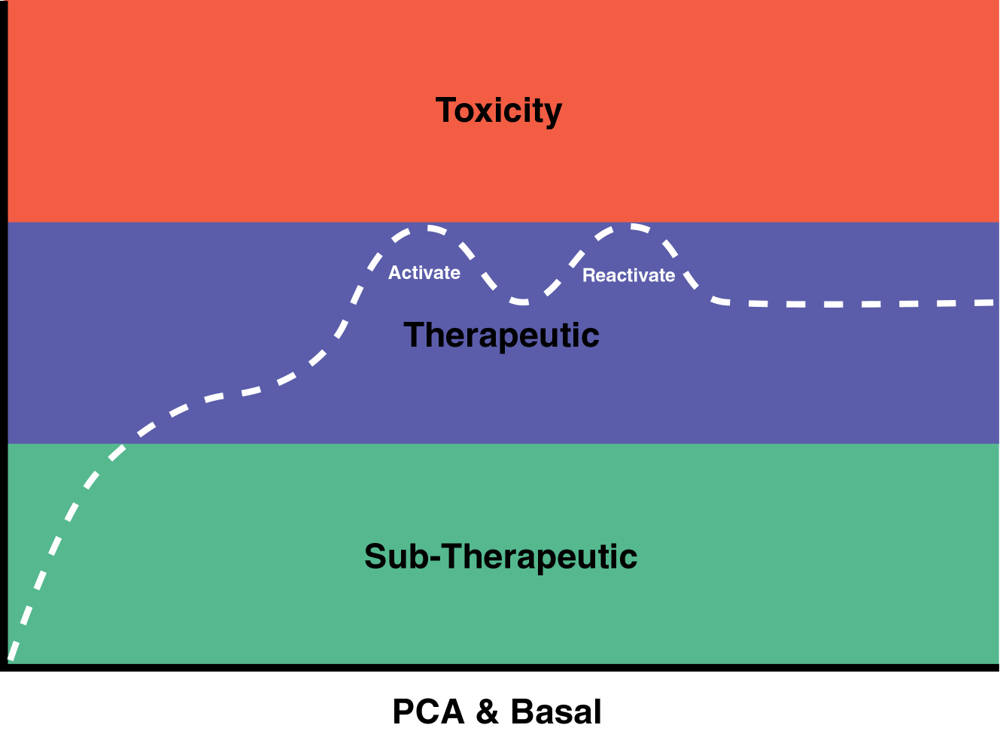 Toxicity
Activate
Reactivate
Therapeutic
Sub-Therapeutic
PCA & Basal